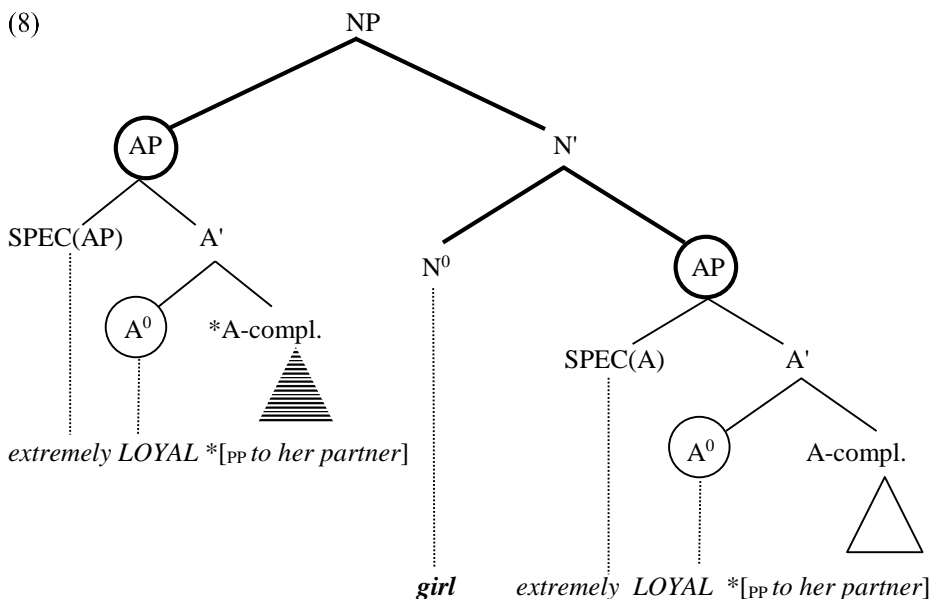 (8)
NP
AP
N'
SPEC(AP) A'
N⁰
AP
A⁰ *A-compl.
SPEC(A) A'
extremely LOYAL *[PP to her partner]
A⁰ A-compl.
girl extremely LOYAL *[PP to her partner]